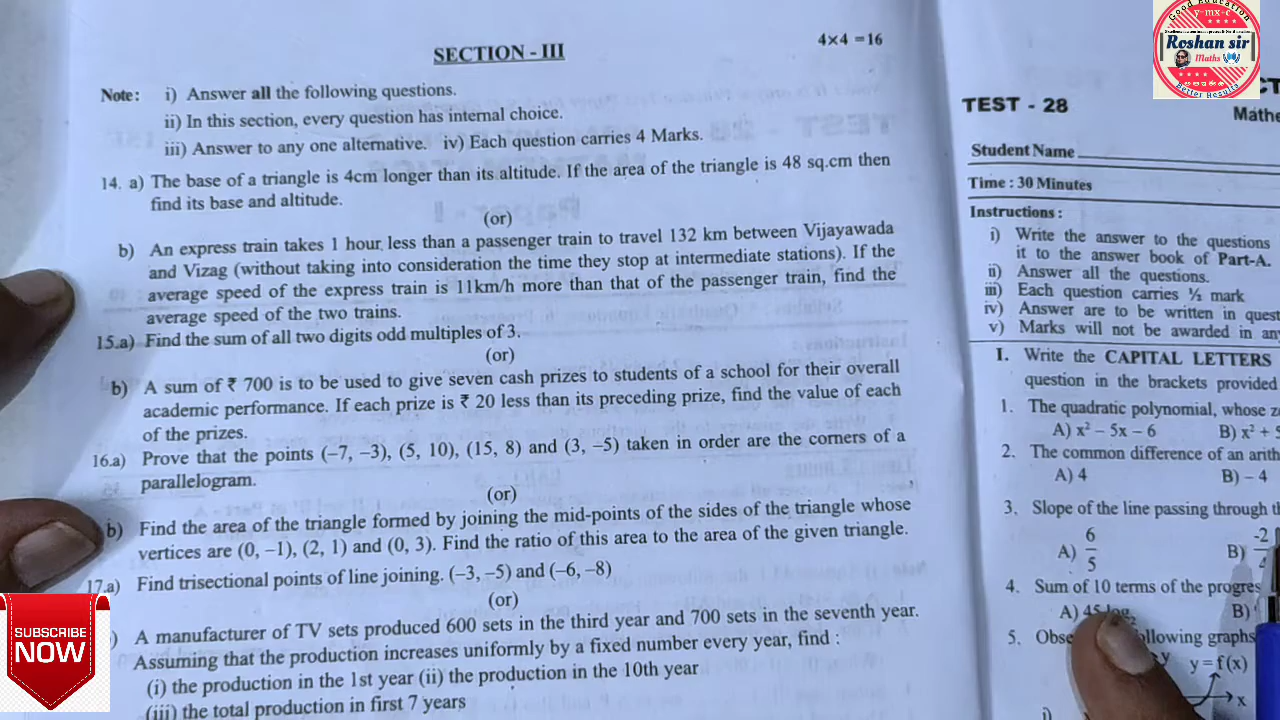 SECTION - III
4×4 =16
Note: i) Answer all the following questions.
ii) In this section, every question has internal choice.
iii) Answer to any one alternative. iv) Each question carries 4 Marks.
14. a) The base of a triangle is 4cm longer than its altitude. If the area of the triangle is 48 sq.cm then
find its base and altitude.
(or)
b) An express train takes 1 hour less than a passenger train to travel 132 km between Vijayawada
and Vizag (without taking into consideration the time they stop at intermediate stations). If the
average speed of the express train is 11km/h more than that of the passenger train, find the
average speed of the two trains.
15.a) Find the sum of all two digits odd multiples of 3.
(or)
b) A sum of ₹ 700 is to be used to give seven cash prizes to students of a school for their overall
academic performance. If each prize is ₹ 20 less than its preceding prize, find the value of each
of the prizes.
16.a) Prove that the points (−7, −3), (5, 10), (15, 8) and (3, −5) taken in order are the corners of a
parallelogram.
(or)
b) Find the area of the triangle formed by joining the mid-points of the sides of the triangle whose
vertices are (0, −1), (2, 1) and (0, 3). Find the ratio of this area to the area of the given triangle.
17.a) Find trisectional points of line joining. (−3, −5) and (−6, −8)
(or)
) A manufacturer of TV sets produced 600 sets in the third year and 700 sets in the seventh year.
Assuming that the production increases uniformly by a fixed number every year, find :
(i) the production in the 1st year (ii) the production in the 10th year
(iii) the total production in first 7 years
TEST - 28
Student Name
Time : 30 Minutes
Instructions :
i) Write the answer to the questions
it to the answer book of Part-A.
ii) Answer all the questions.
iii) Each question carries ½ mark
iv) Answer are to be written in quest
v) Marks will not be awarded in an
I. Write the CAPITAL LETTERS
question in the brackets provided
1. The quadratic polynomial, whose
A) x² − 5x − 6 B) x² +
2. The common difference of an arith
A) 4 B) − 4
3. Slope of the line passing through
A) 6/5 B) -2
4. Sum of 10 terms of the progres
A) 45 log B)
5. ollowing graphs
y = f(x)
y
x
i)
Good Education
y-mx-c
Roshan sir
Maths
Better Results
SUBSCRIBE
NOW